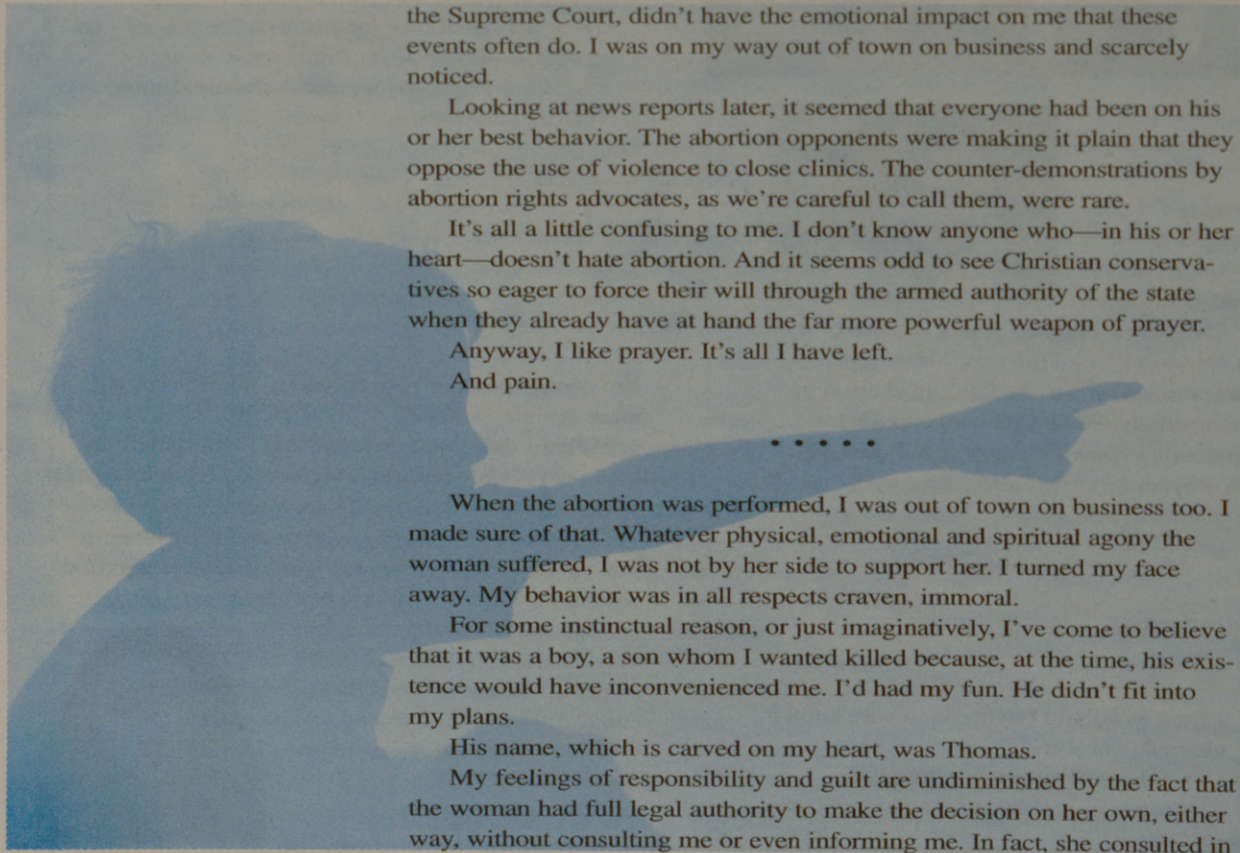 the Supreme Court, didn't have the emotional impact on me that these
events often do. I was on my way out of town on business and scarcely
noticed.
Looking at news reports later, it seemed that everyone had been on his
or her best behavior. The abortion opponents were making it plain that they
oppose the use of violence to close clinics. The counter-demonstrations by
abortion rights advocates, as we're careful to call them, were rare.
It's all a little confusing to me. I don't know anyone who—in his or her
heart—doesn't hate abortion. And it seems odd to see Christian conserva-
tives so eager to force their will through the armed authority of the state
when they already have at hand the far more powerful weapon of prayer.
Anyway, I like prayer. It's all I have left.
And pain.
• • • • •
When the abortion was performed, I was out of town on business too. I
made sure of that. Whatever physical, emotional and spiritual agony the
woman suffered, I was not by her side to support her. I turned my face
away. My behavior was in all respects craven, immoral.
For some instinctual reason, or just imaginatively, I've come to believe
that it was a boy, a son whom I wanted killed because, at the time, his exis-
tence would have inconvenienced me. I'd had my fun. He didn't fit into
my plans.
His name, which is carved on my heart, was Thomas.
My feelings of responsibility and guilt are undiminished by the fact that
the woman had full legal authority to make the decision on her own, either
way, without consulting me or even informing me. In fact, she consulted in